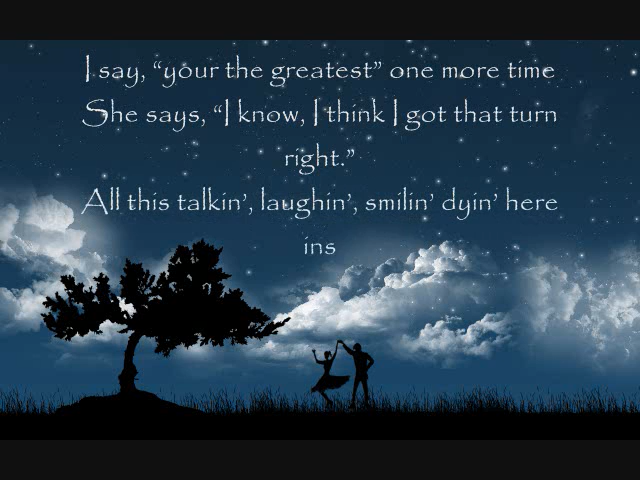 I say, “your the greatest” one more time
She says, “I know, I think I got that turn
right.”
All this talkin’, laughin’, smilin’ dyin’ here
ins